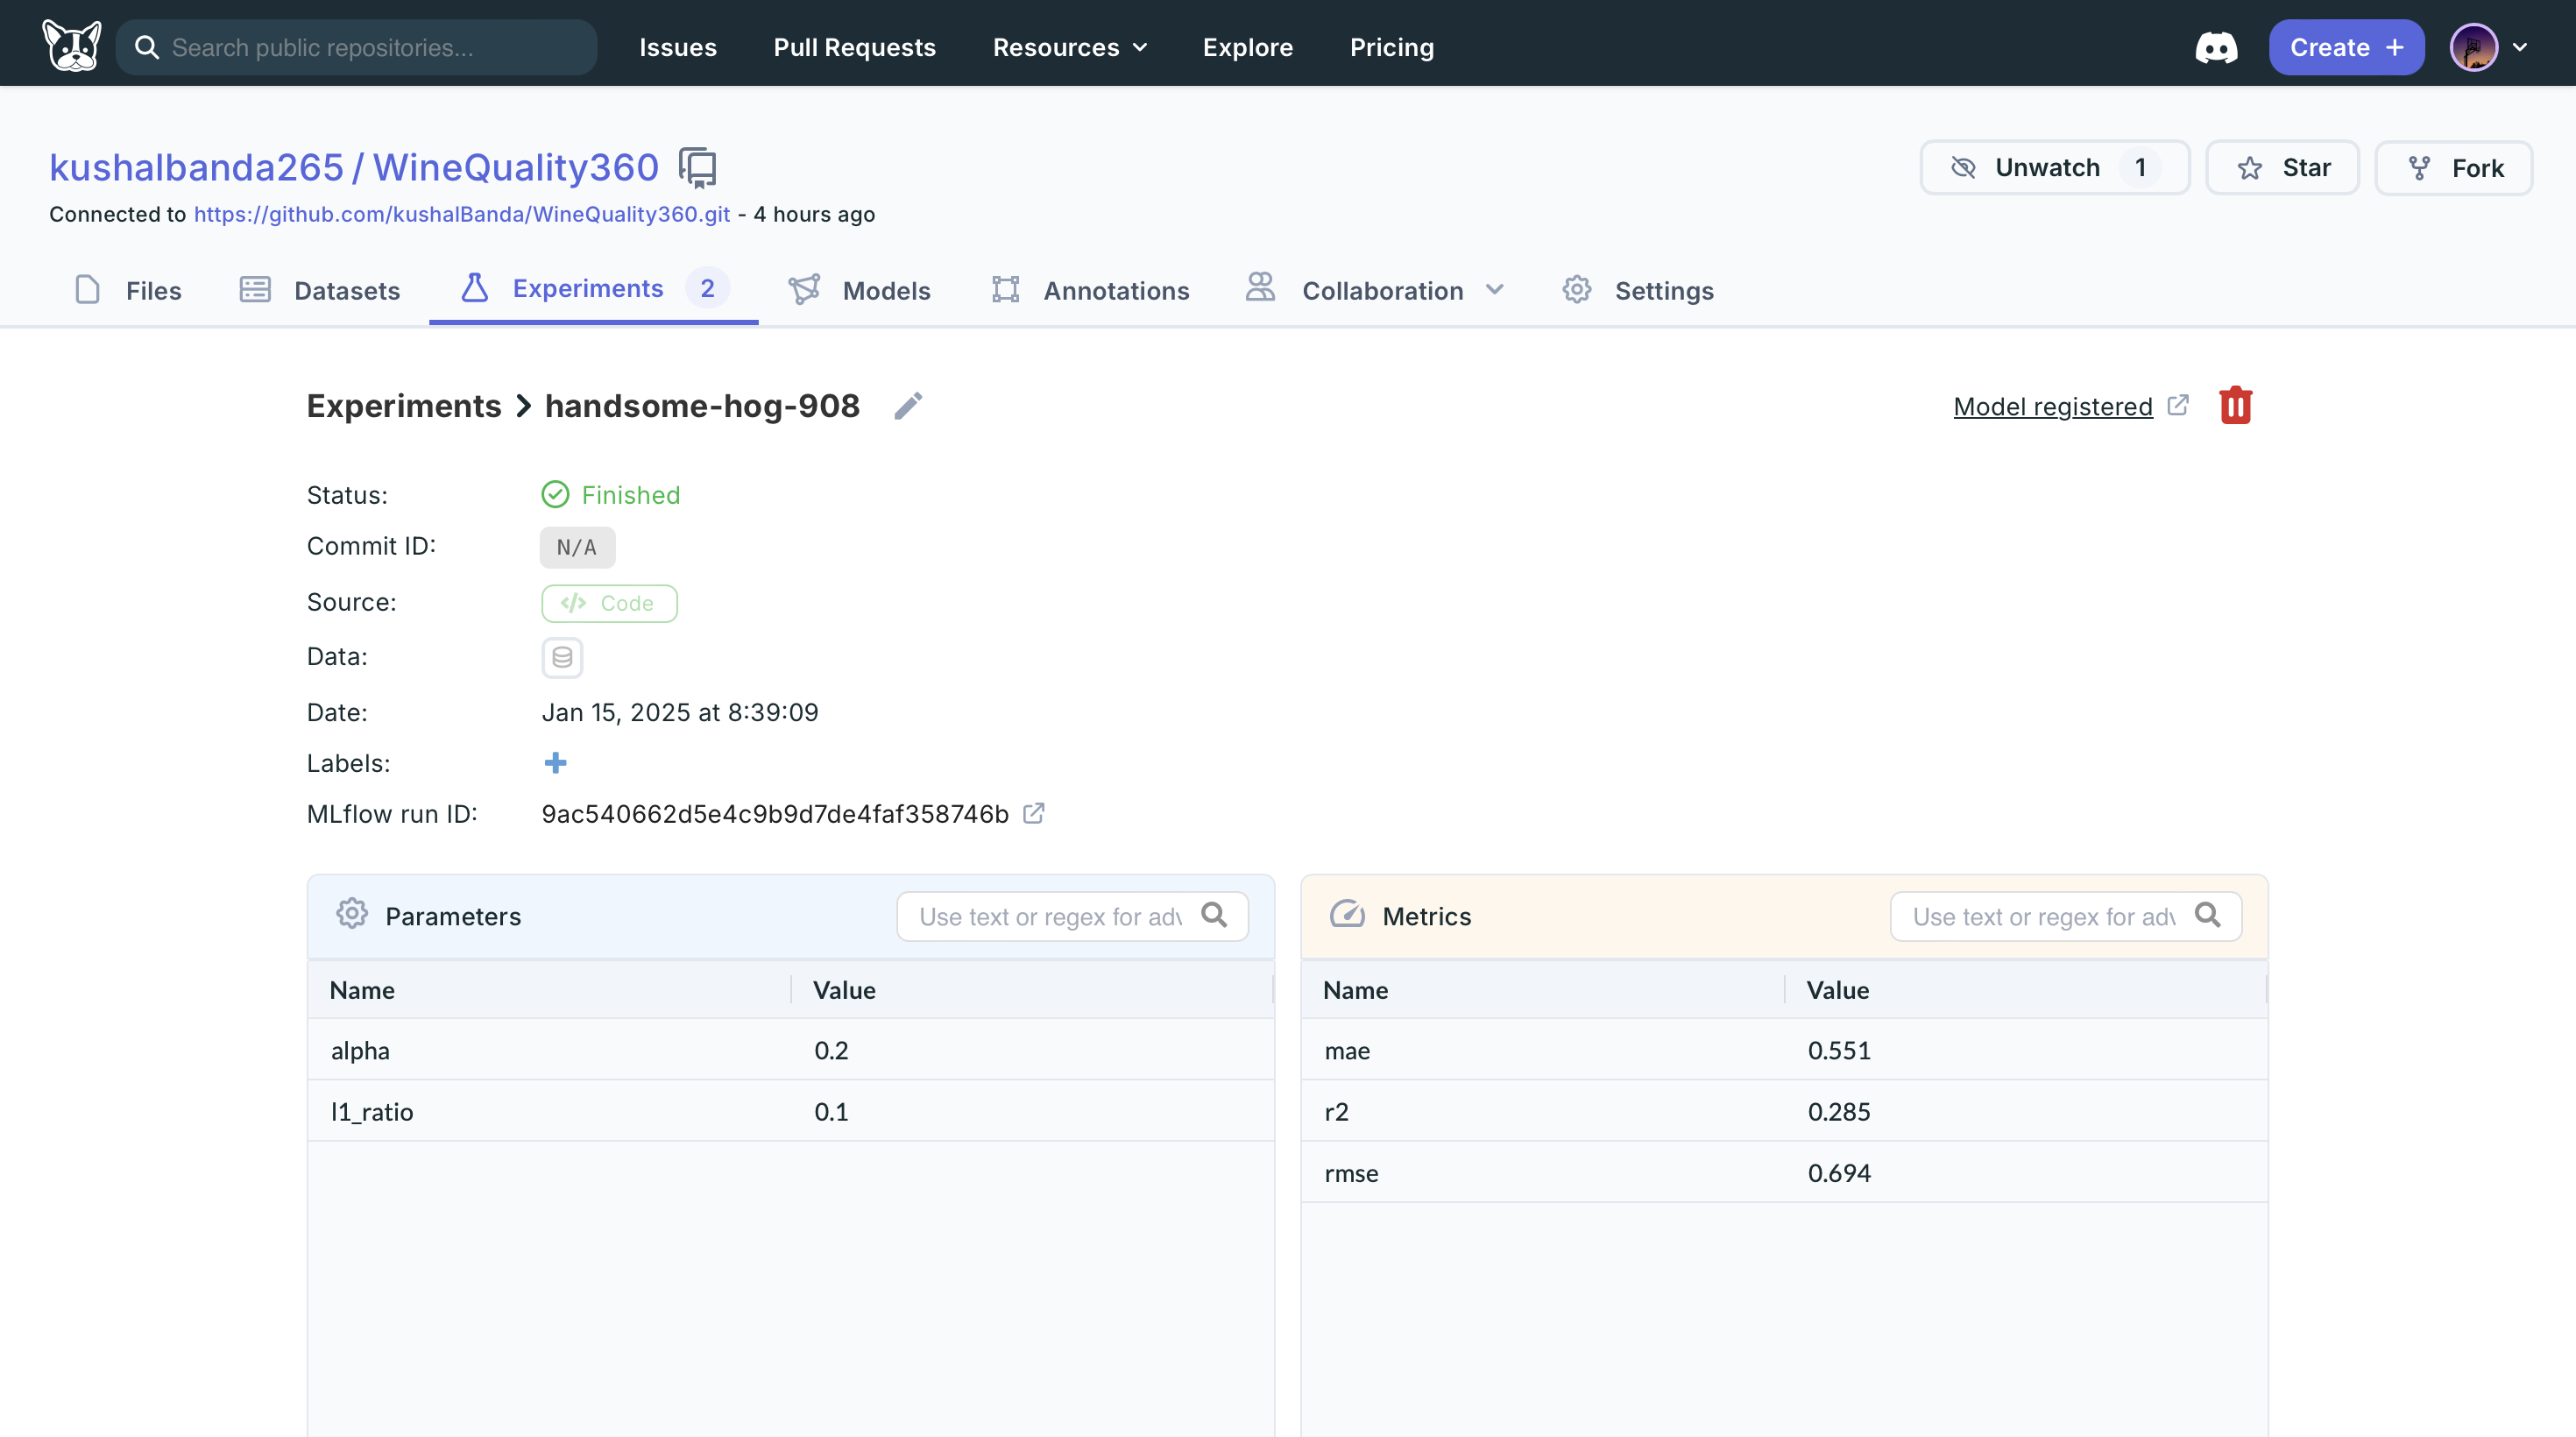 Search public repositories...
Issues
Pull Requests
Resources
Explore
Pricing
Create +
kushalbanda265 / WineQuality360
Unwatch 1
Star
Fork
Connected to https://github.com/kushalBanda/WineQuality360.git - 4 hours ago
Files
Datasets
Experiments 2
Models
Annotations
Collaboration
Settings
Experiments > handsome-hog-908
Model registered
Status: Finished
Commit ID: N/A
Source: </> Code
Data:
Date: Jan 15, 2025 at 8:39:09
Labels: +
MLflow run ID: 9ac540662d5e4c9b9d7de4faf358746b
Parameters
Use text or regex for adv
Name Value
alpha 0.2
l1_ratio 0.1
Metrics
Use text or regex for adv
Name Value
mae 0.551
r2 0.285
rmse 0.694